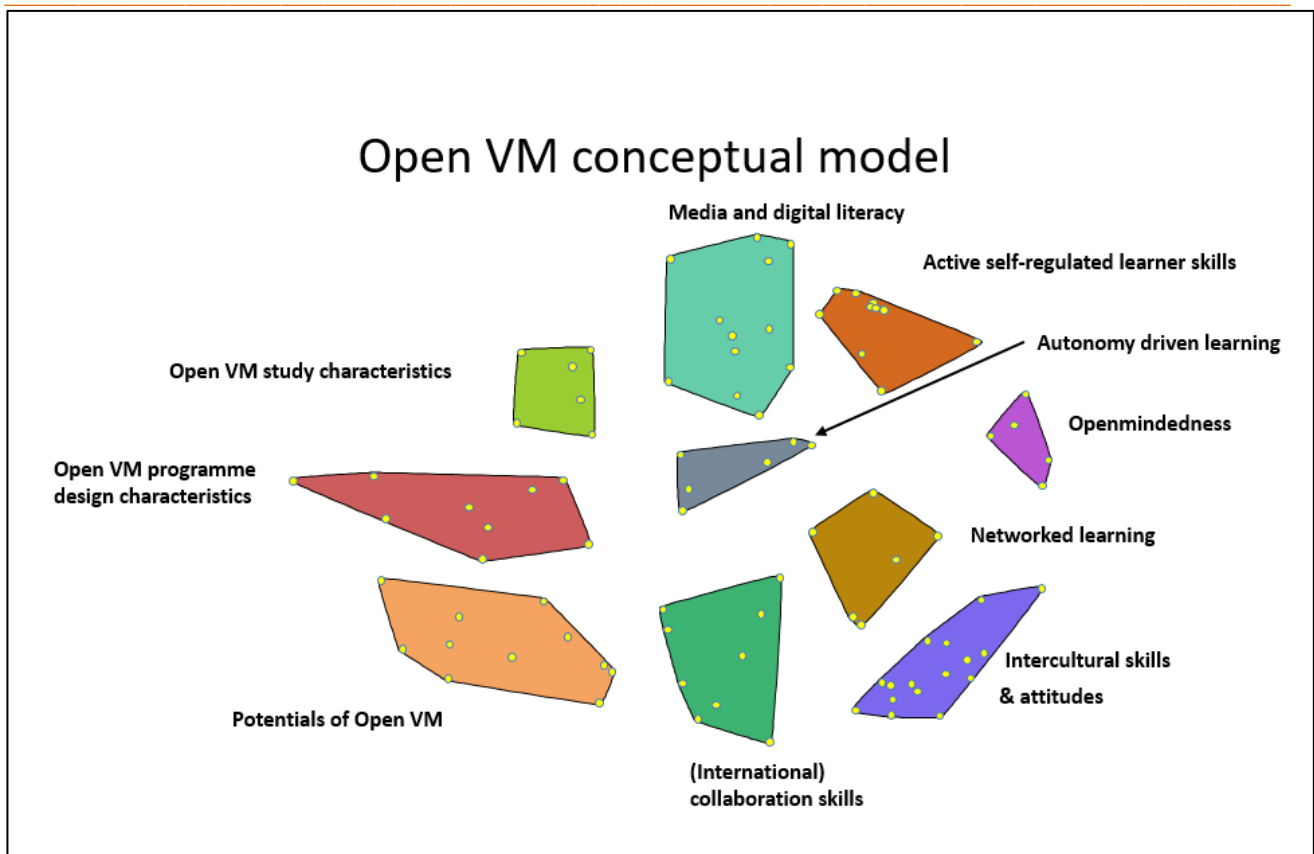 Open VM conceptual model
Media and digital literacy
Active self-regulated learner skills
Autonomy driven learning
Open VM study characteristics
Openmindedness
Open VM programme
design characteristics
Networked learning
Intercultural skills
& attitudes
Potentials of Open VM
(International)
collaboration skills